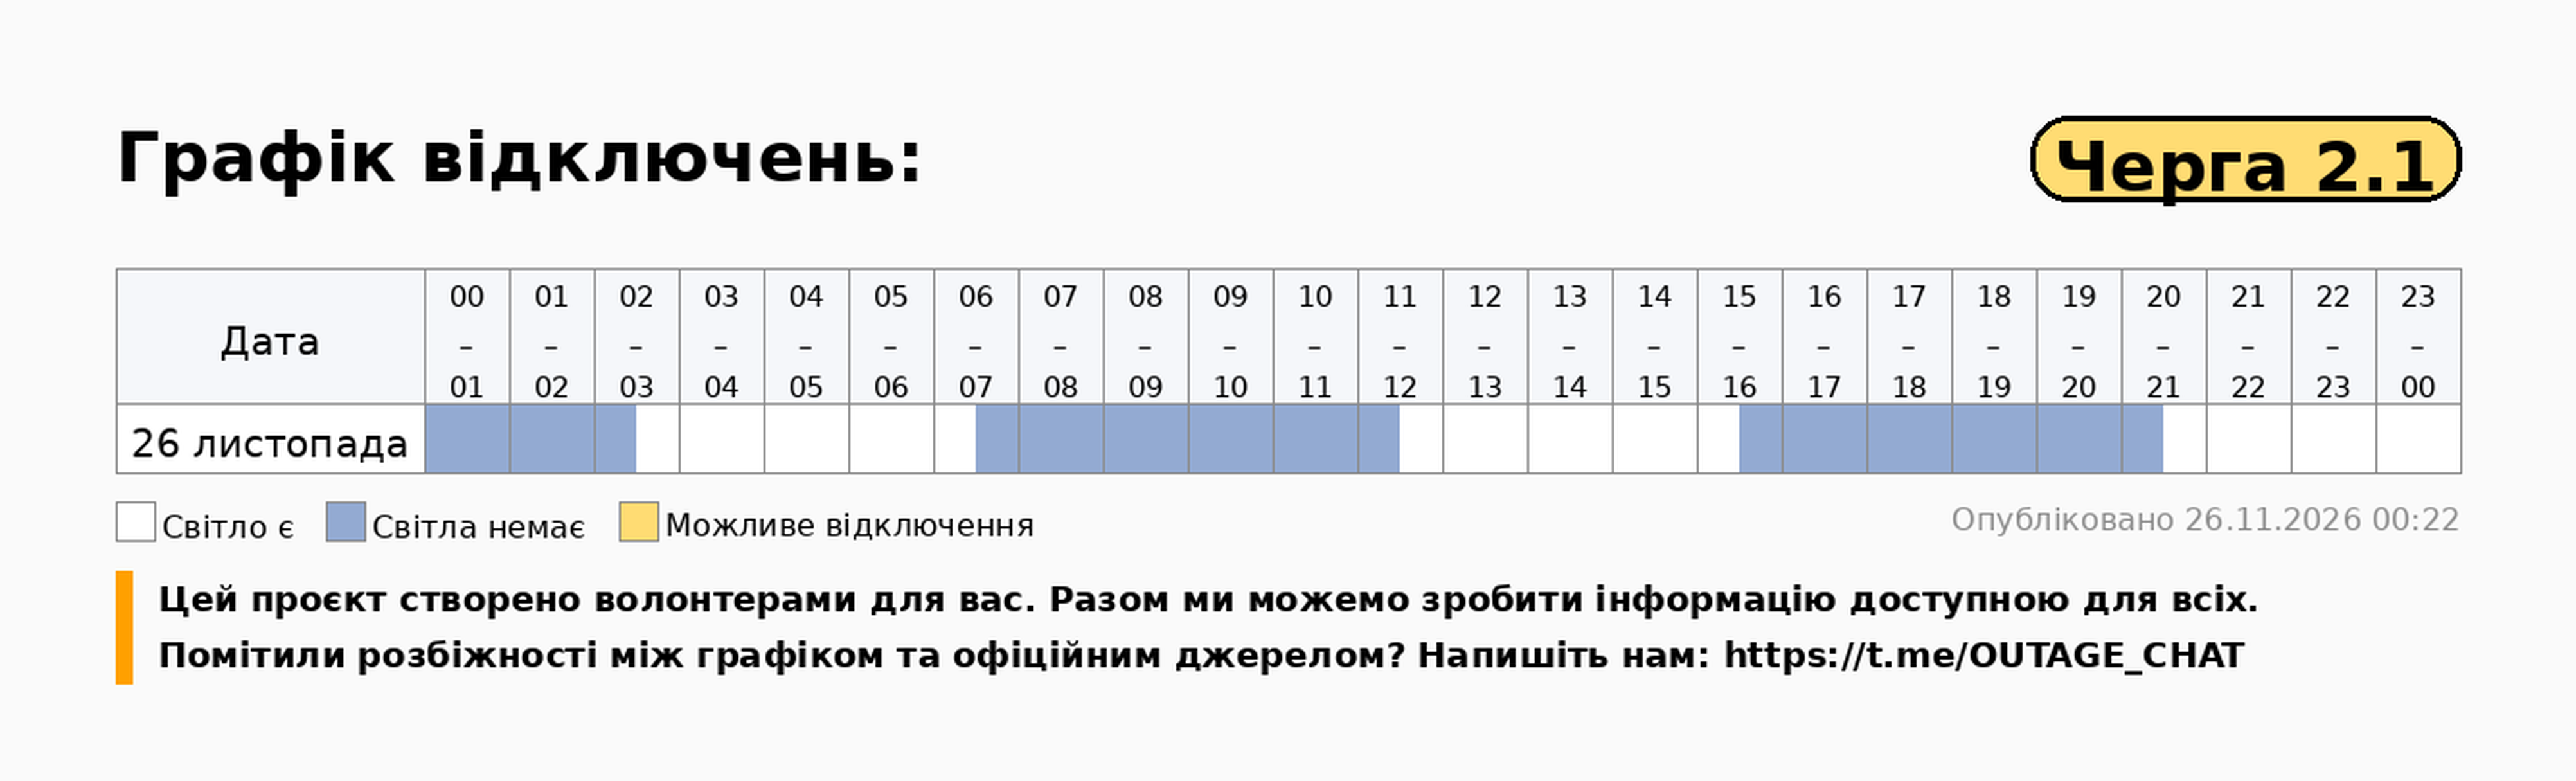 Графік відключень:
Черга 2.1
Дата
00 – 01
01 – 02
02 – 03
03 – 04
04 – 05
05 – 06
06 – 07
07 – 08
08 – 09
09 – 10
10 – 11
11 – 12
12 – 13
13 – 14
14 – 15
15 – 16
16 – 17
17 – 18
18 – 19
19 – 20
20 – 21
21 – 22
22 – 23
23 – 00
26 листопада
Світло є
Світла немає
Можливе відключення
Опубліковано 26.11.2026 00:22
Цей проєкт створено волонтерами для вас. Разом ми можемо зробити інформацію доступною для всіх.
Помітили розбіжності між графіком та офіційним джерелом? Напишіть нам: https://t.me/OUTAGE_CHAT